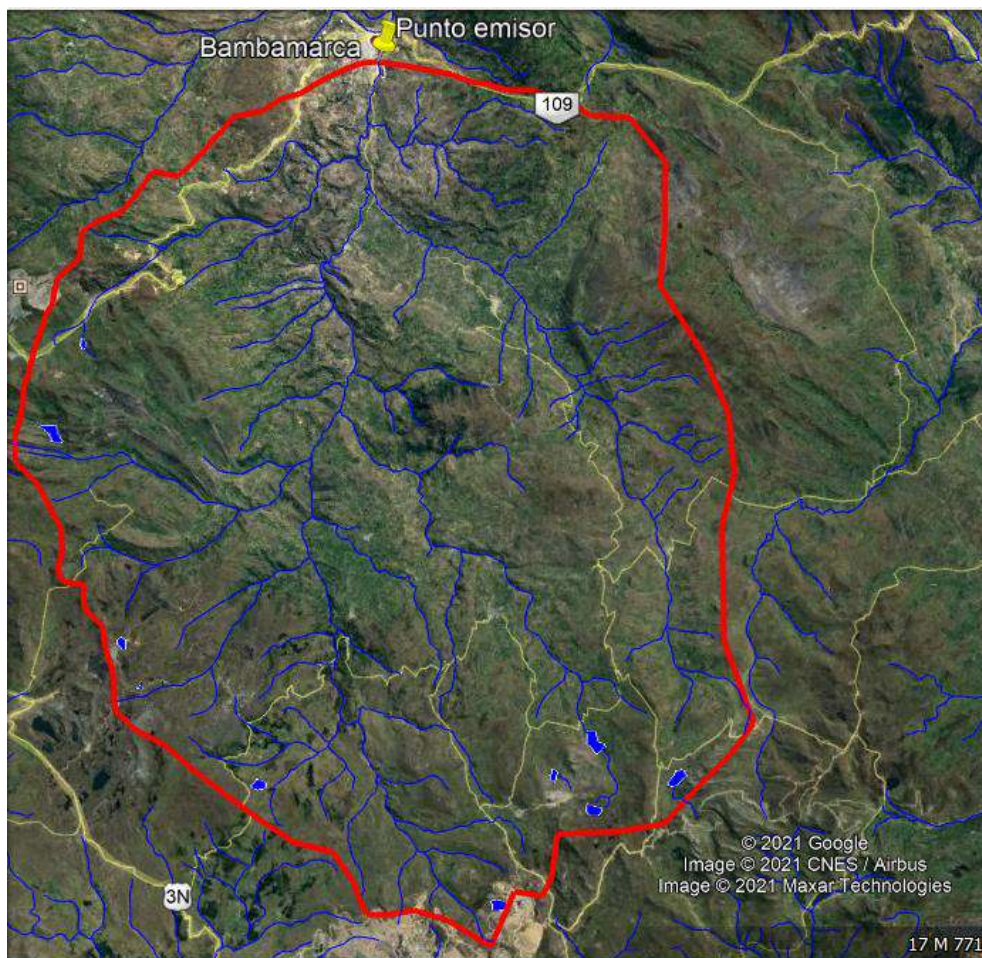 Punto emisor
Bambamarca
109
© 2021 Google
Image © 2021 CNES / Airbus
Image © 2021 Maxar Technologies
3N
17 M 771